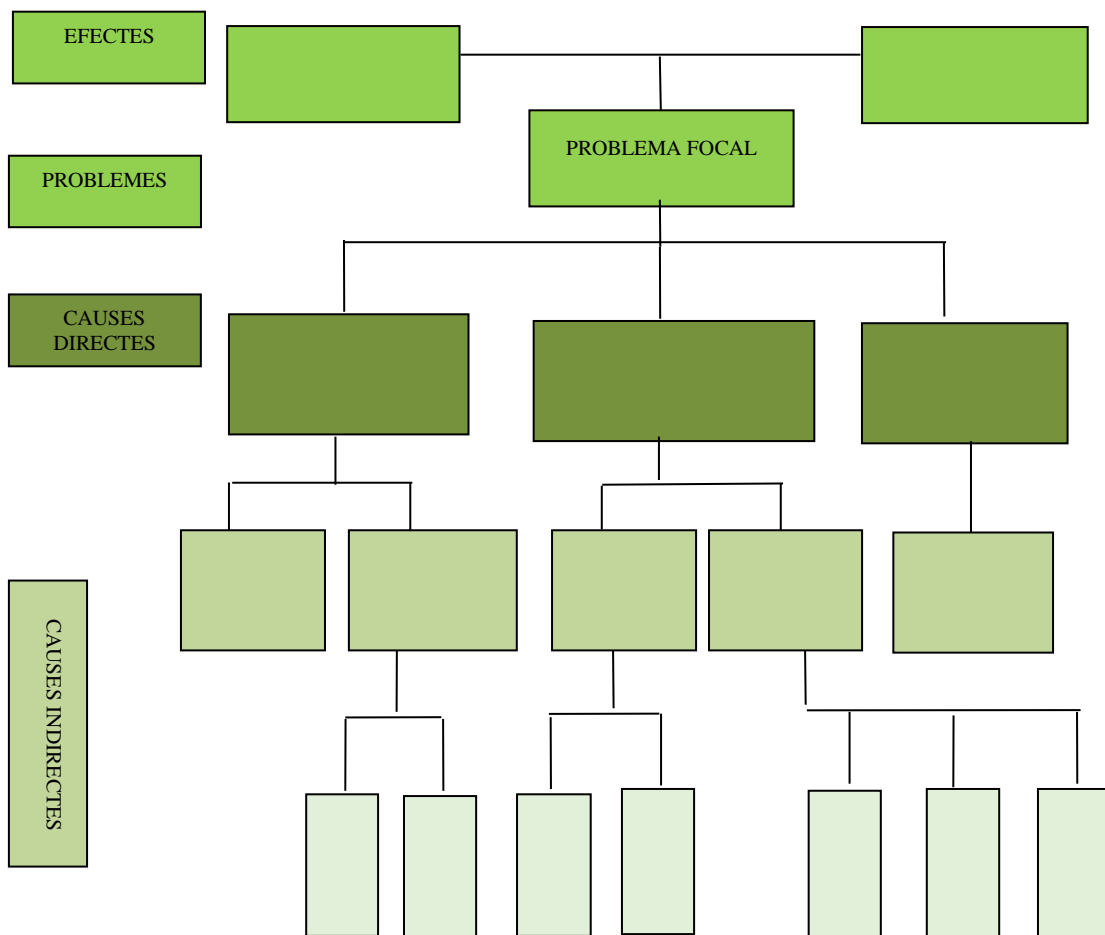 EFECTES
PROBLEMA FOCAL
PROBLEMES
CAUSES
DIRECTES
CAUSES INDIRECTES